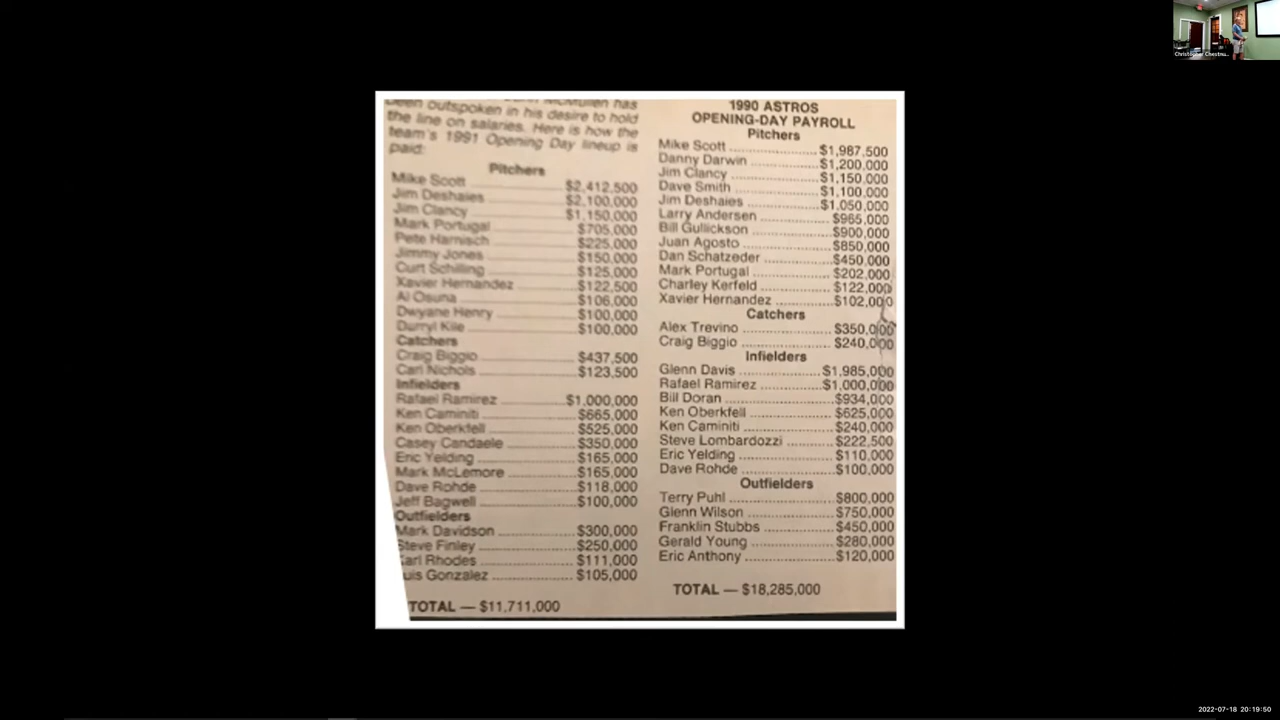 Christopher Chestnu...
been outspoken in his desire to hold
the line on salaries. Here is how the
team's 1991 Opening Day lineup is
paid:
Pitchers
Mike Scott $2,412,500
Jim Deshaies $2,100,000
Jim Clancy $1,150,000
Mark Portugal $705,000
Pete Harnisch $225,000
Jimmy Jones $150,000
Curt Schilling $125,000
Xavier Hernandez $122,500
Al Osuna $106,000
Dwyane Henry $100,000
Darryl Kile $100,000
Catchers
Craig Biggio $437,500
Carl Nichols $123,500
Infielders
Rafael Ramirez $1,000,000
Ken Caminiti $665,000
Ken Oberkfell $525,000
Casey Candaele $350,000
Eric Yelding $165,000
Mark McLemore $165,000
Dave Rohde $118,000
Jeff Bagwell $100,000
Outfielders
Mark Davidson $300,000
Steve Finley $250,000
Karl Rhodes $111,000
uis Gonzalez $105,000
TOTAL — $11,711,000
1990 ASTROS
OPENING-DAY PAYROLL
Pitchers
Mike Scott $1,987,500
Danny Darwin $1,200,000
Jim Clancy $1,150,000
Dave Smith $1,100,000
Jim Deshaies $1,050,000
Larry Andersen $965,000
Bill Gullickson $900,000
Juan Agosto $850,000
Dan Schatzeder $450,000
Mark Portugal $202,000
Charley Kerfeld $122,000
Xavier Hernandez $102,000
Catchers
Alex Trevino $350,000
Craig Biggio $240,000
Infielders
Glenn Davis $1,985,000
Rafael Ramirez $1,000,000
Bill Doran $934,000
Ken Oberkfell $625,000
Ken Caminiti $240,000
Steve Lombardozzi $222,500
Eric Yelding $110,000
Dave Rohde $100,000
Outfielders
Terry Puhl $800,000
Glenn Wilson $750,000
Franklin Stubbs $450,000
Gerald Young $280,000
Eric Anthony $120,000
TOTAL — $18,285,000
2022-07-18 20:19:50